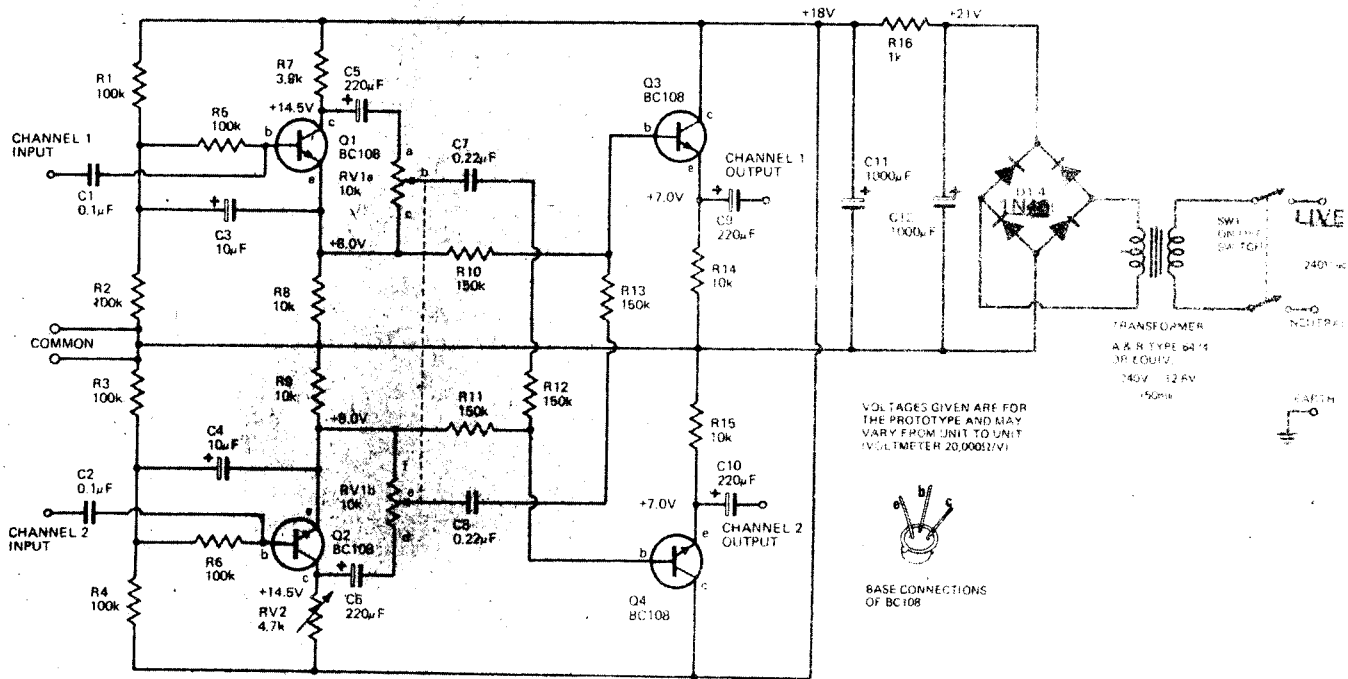 +18V
+21V
R16
1k
R1
100k
R7
3.9k
C5
220µF
+14.5V
Q3
BC108
R5
100k
CHANNEL 1
INPUT
b
c
e
Q1
BC108
RV1a
10k
a
b
C7
0.22µF
b
c
e
CHANNEL 1
OUTPUT
C11
1000µF
1000µF
C1
0.1µF
C3
10µF
+7.0V
C9
220µF
SW1
SWITCH
LIVE
R2
100k
+8.0V
R10
150k
R8
10k
R13
150k
R14
10k
NEUTRAL
COMMON
TRANSFORMER
R3
100k
R9
10k
R11
150k
R12
150k
+8.0V
R15
10k
VOLTAGES GIVEN ARE FOR
THE PROTOTYPE AND MAY
VARY FROM UNIT TO UNIT
(VOLTMETER 20,000Ω/V)
EARTH
C4
10µF
C2
0.1µF
f
RV1b
10k
e
d
C8
0.22µF
C10
220µF
+7.0V
CHANNEL 2
INPUT
e
b
c
Q2
BC108
R6
100k
CHANNEL 2
OUTPUT
b
e
c
e
b
c
R4
100k
+14.5V
RV2
4.7k
C6
220µF
Q4
BC108
BASE CONNECTIONS
OF BC108